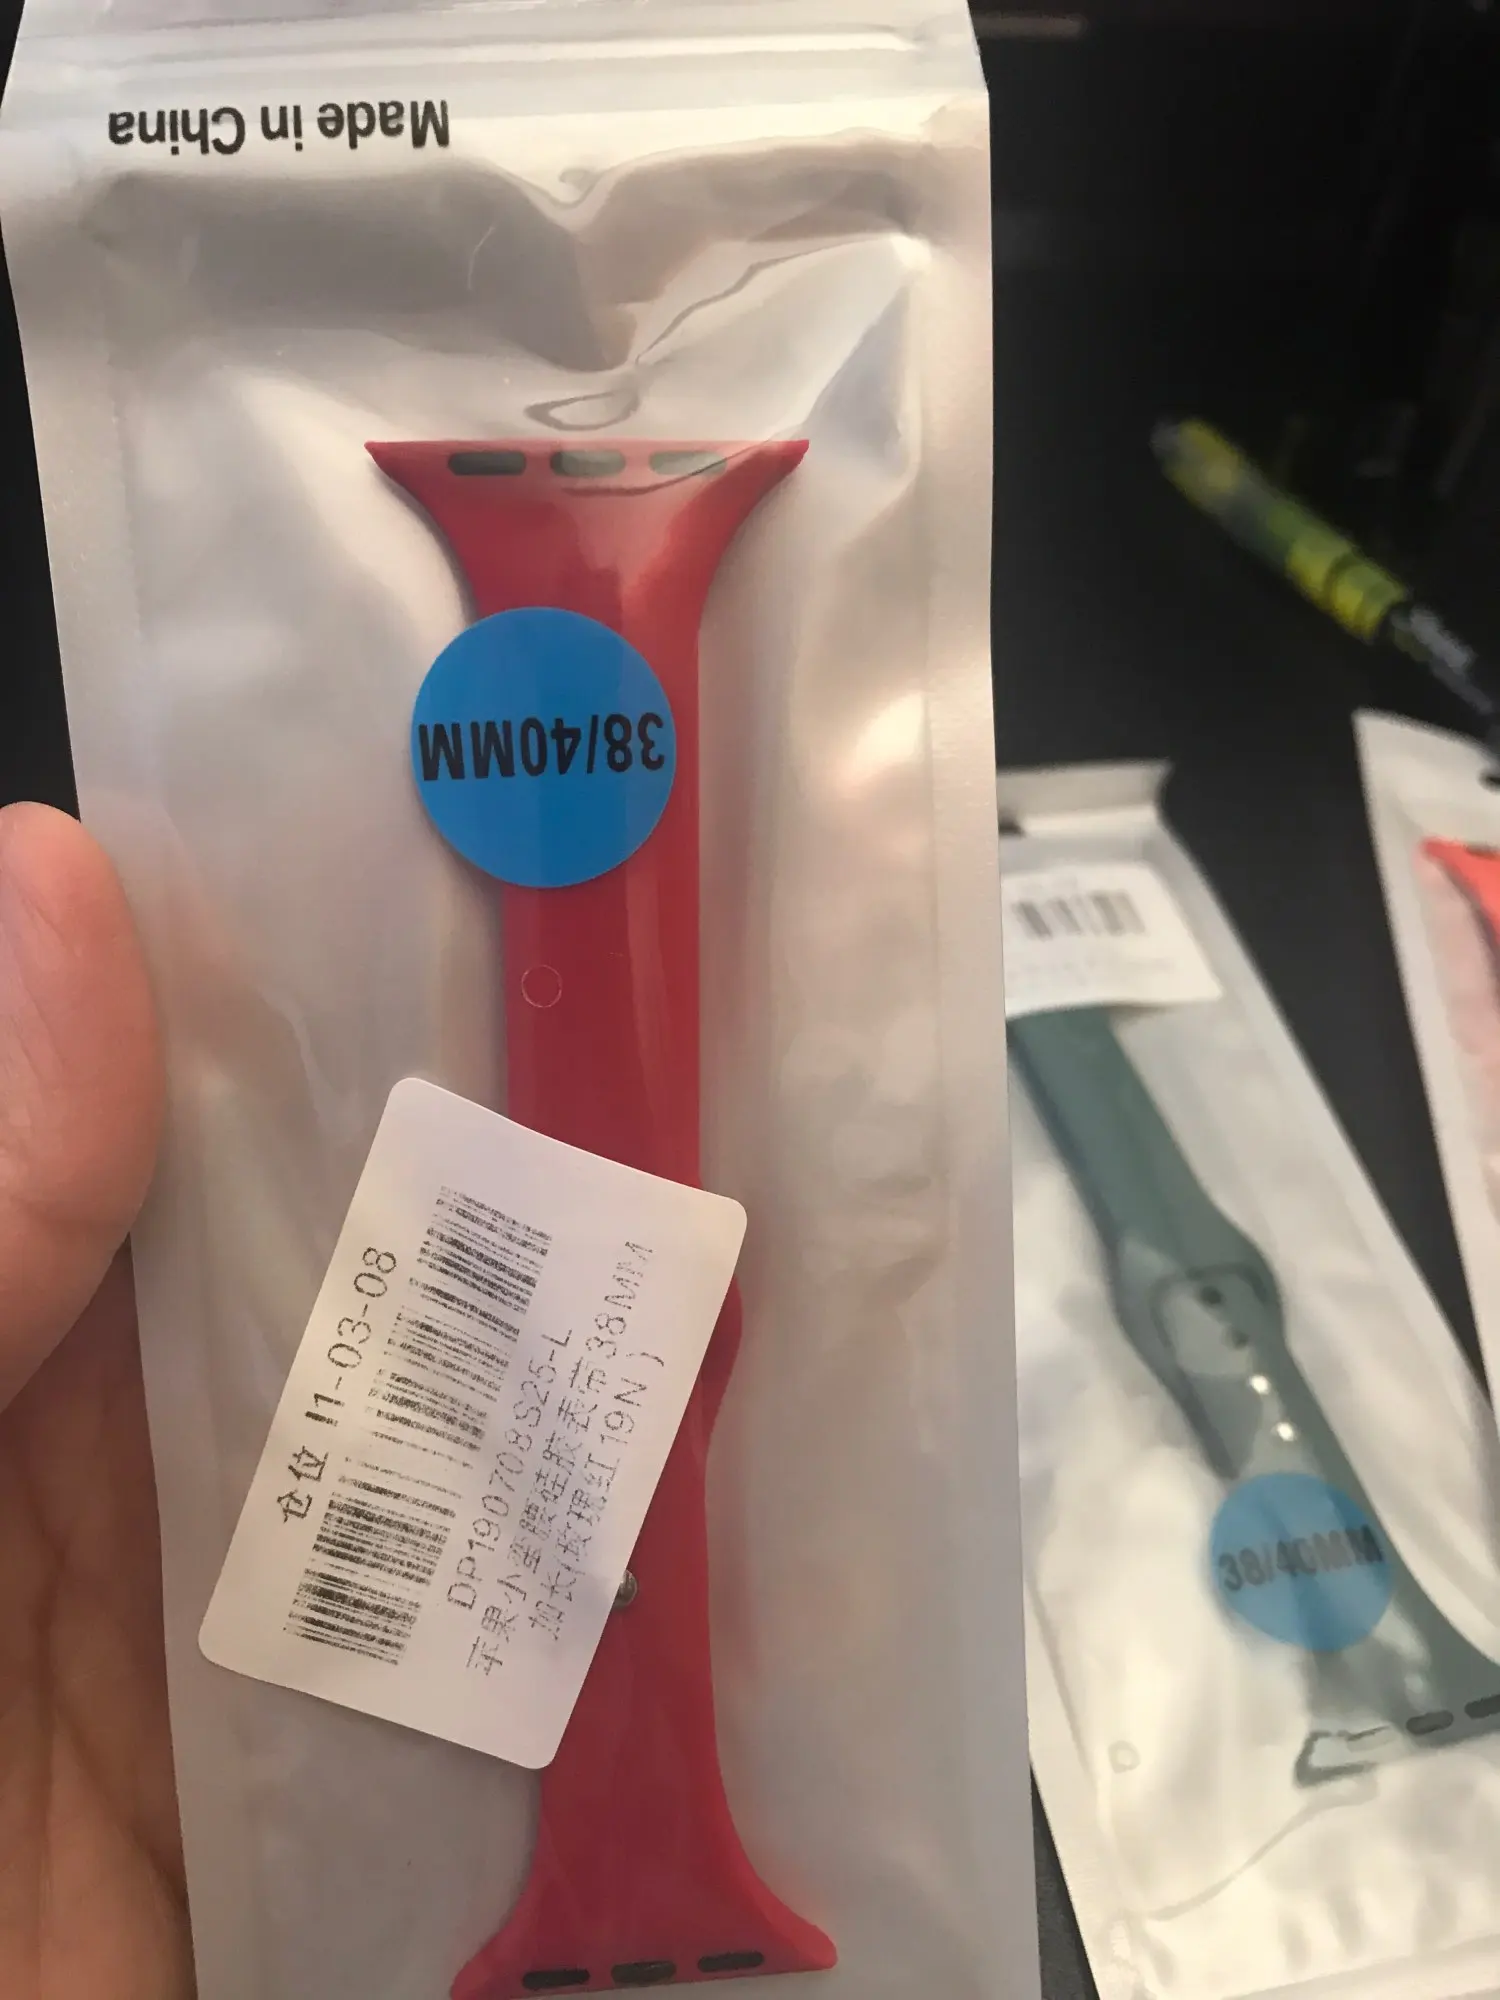 Made in China
38/40MM
仓位 11-03-08
DP190708S25-L
苹果小蛮腰硅胶表带38MM
加长(玫瑰红19N)
38/40MM